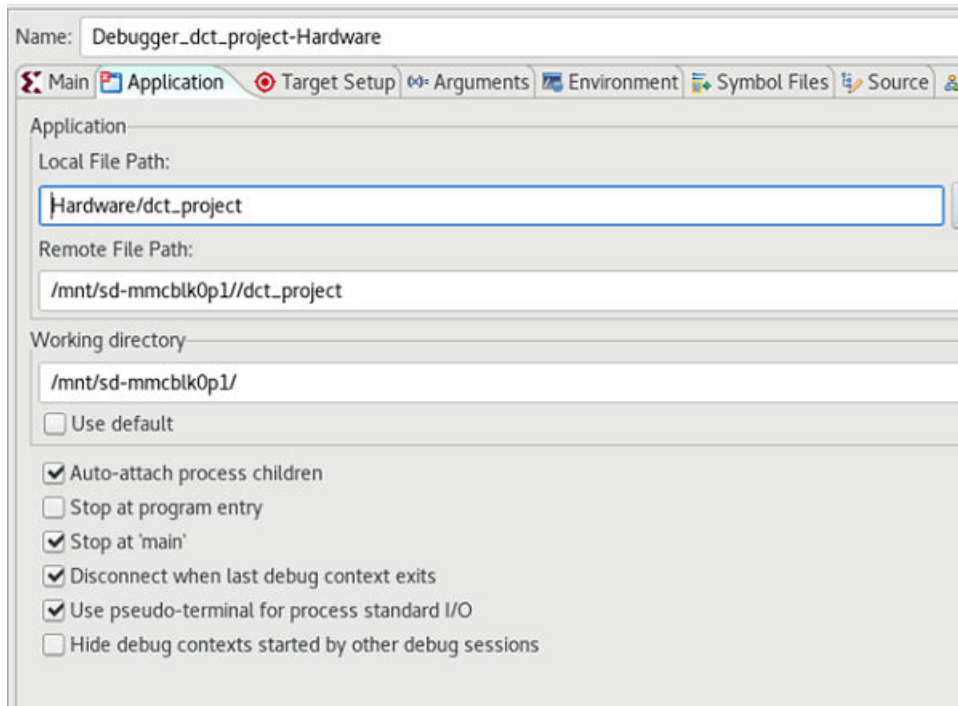 Name: Debugger_dct_project-Hardware
Main Application Target Setup (x)= Arguments Environment Symbol Files Source
Application
Local File Path:
Hardware/dct_project
Remote File Path:
/mnt/sd-mmcblk0p1//dct_project
Working directory
/mnt/sd-mmcblk0p1/
Use default
Auto-attach process children
Stop at program entry
Stop at 'main'
Disconnect when last debug context exits
Use pseudo-terminal for process standard I/O
Hide debug contexts started by other debug sessions